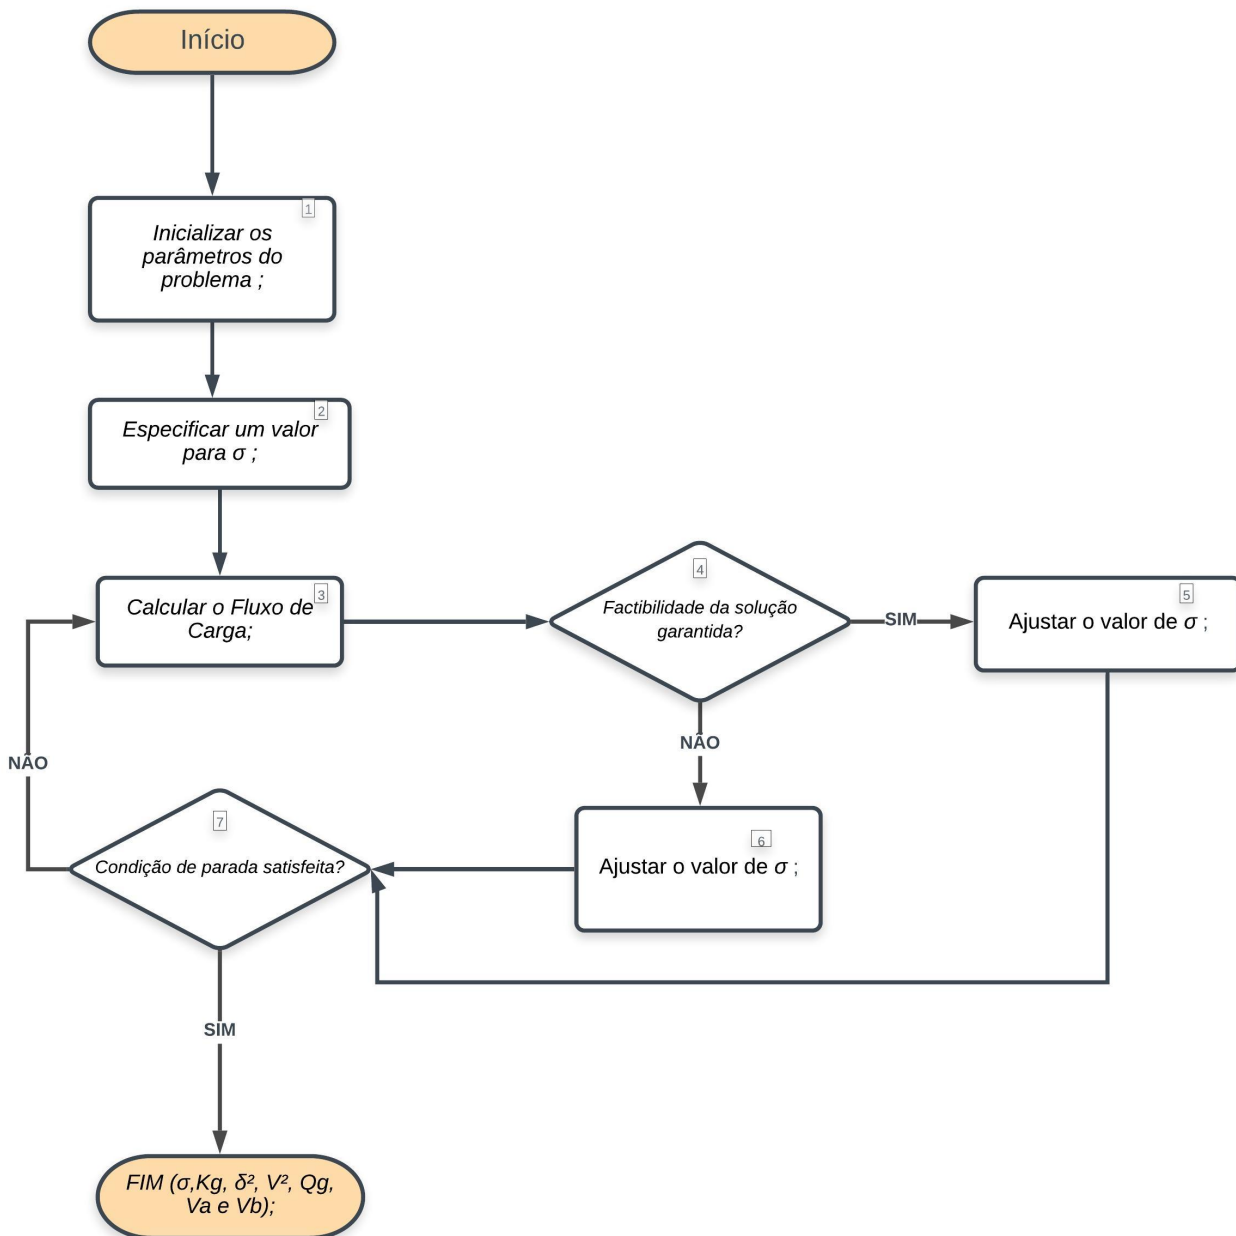 Início
1
Inicializar os
parâmetros do
problema ;
2
Especificar um valor
para σ ;
3
Calcular o Fluxo de
Carga;
4
Factibilidade da solução
garantida?
SIM
5
Ajustar o valor de σ ;
NÃO
6
Ajustar o valor de σ ;
7
Condição de parada satisfeita?
NÃO
SIM
FIM (σ,Kg, δ², V², Qg,
Va e Vb);